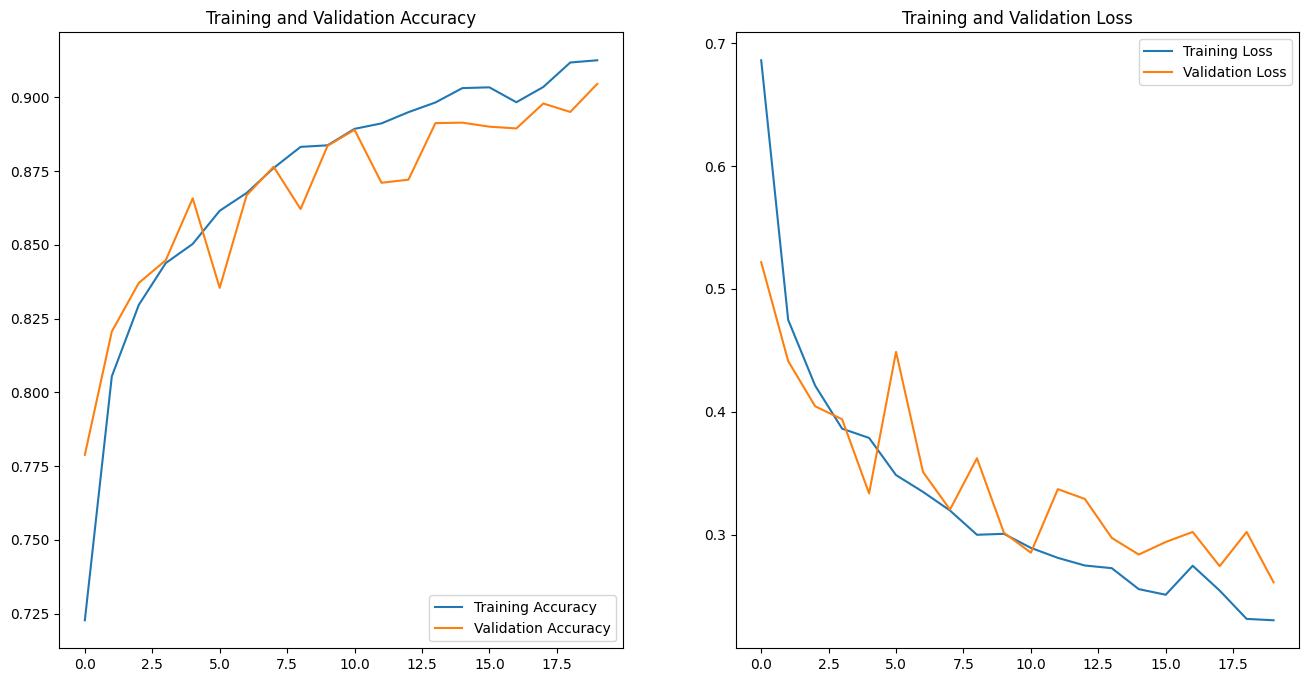 Training and Validation Accuracy
0.900
0.875
0.850
0.825
0.800
0.775
0.750
0.725
Training Accuracy
Validation Accuracy
0.0 2.5 5.0 7.5 10.0 12.5 15.0 17.5
Training and Validation Loss
0.7
0.6
0.5
0.4
0.3
Training Loss
Validation Loss
0.0 2.5 5.0 7.5 10.0 12.5 15.0 17.5